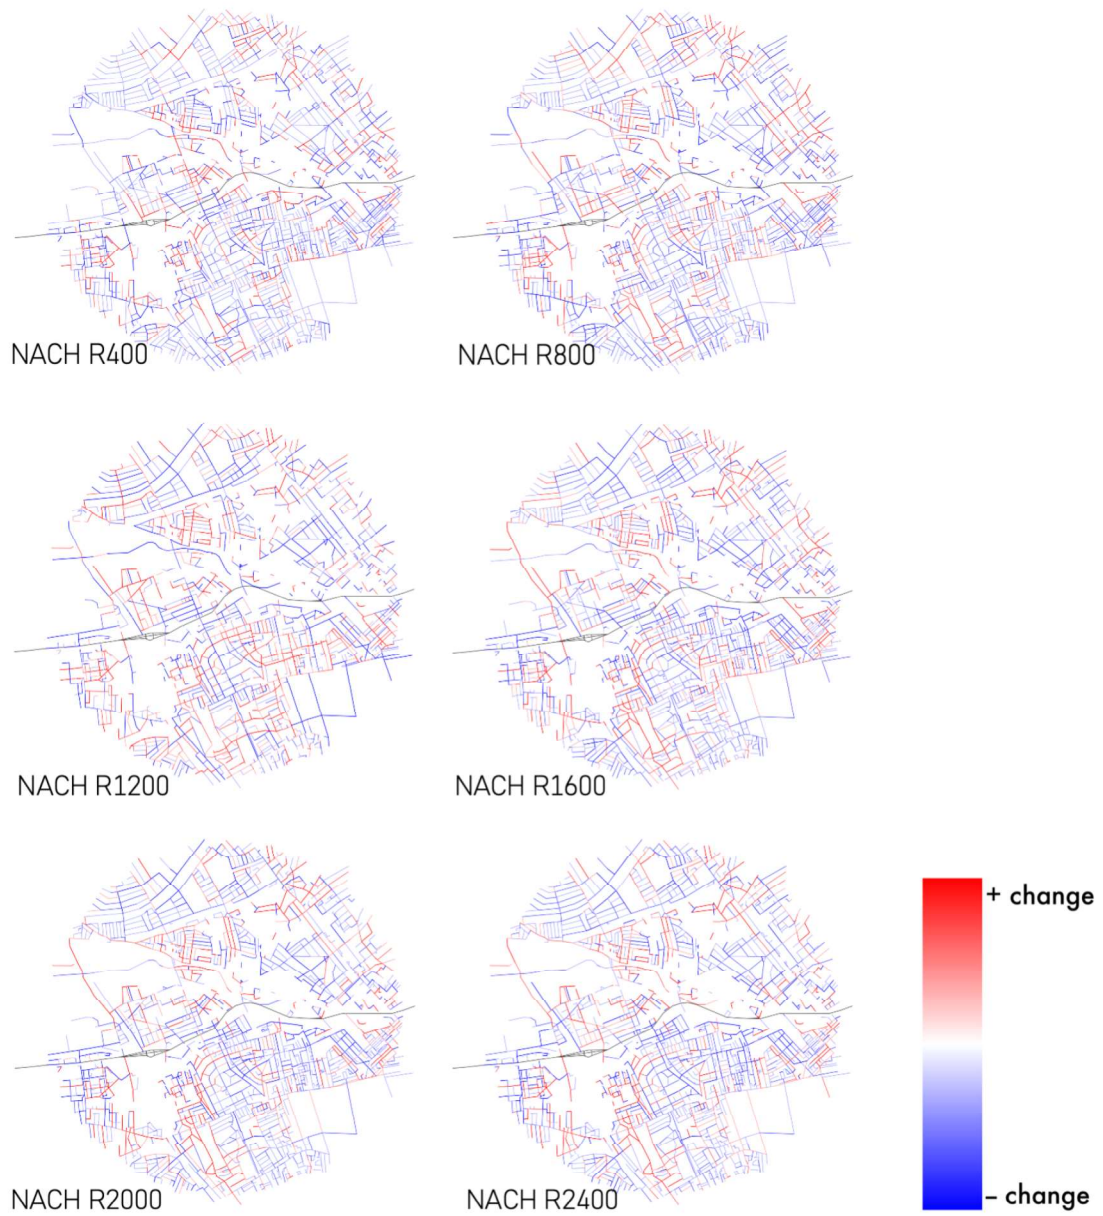 NACH R400
NACH R800
NACH R1200
NACH R1600
+ change
NACH R2000
NACH R2400
– change